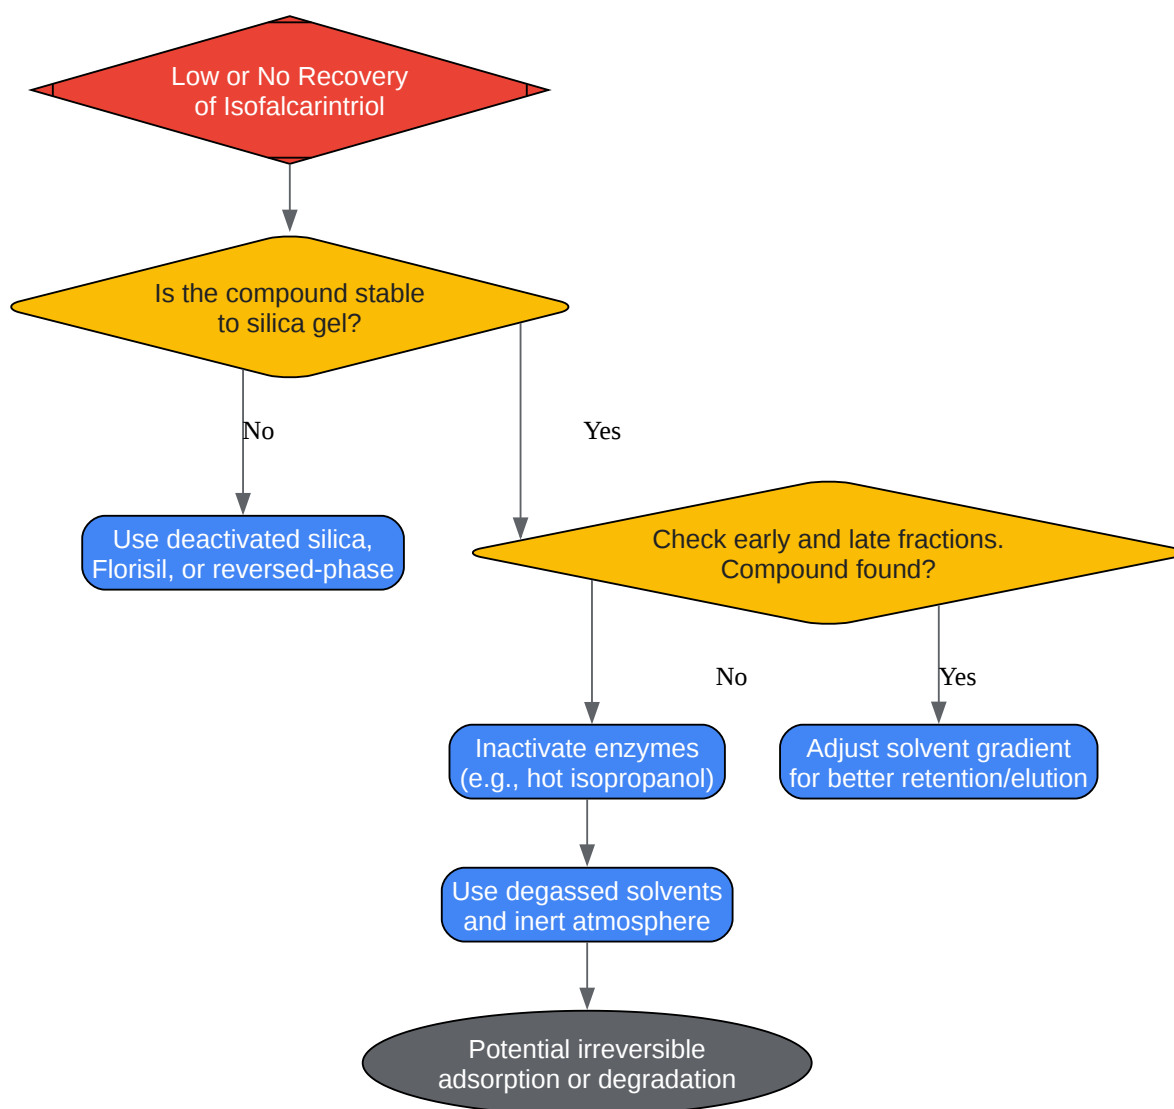 Low or No Recovery
of Isofalcarintriol
Is the compound stable
to silica gel?
No
Yes
Use deactivated silica,
Florisil, or reversed-phase
Check early and late fractions.
Compound found?
No
Yes
Inactivate enzymes
(e.g., hot isopropanol)
Adjust solvent gradient
for better retention/elution
Use degassed solvents
and inert atmosphere
Potential irreversible
adsorption or degradation